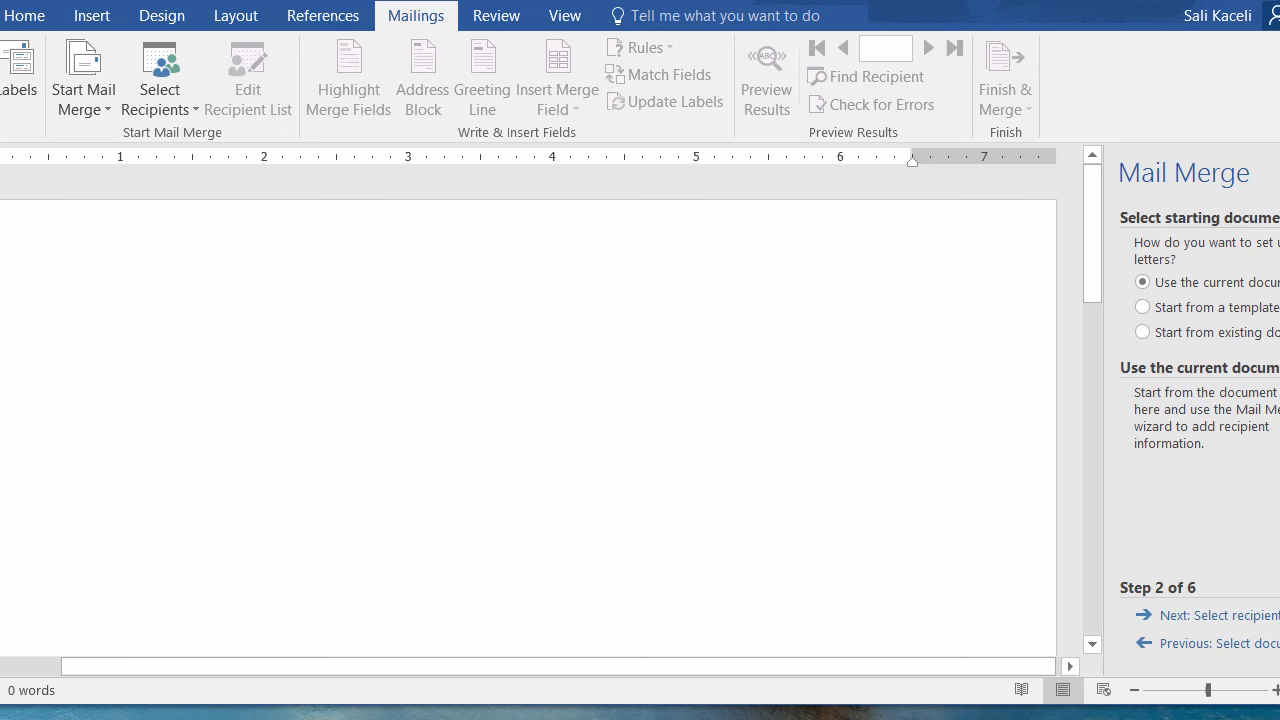 Home Insert Design Layout References Mailings Review View Tell me what you want to do Sali Kaceli
Labels Start Mail Merge Select Recipients Edit Recipient List Highlight Merge Fields Address Block Greeting Line Insert Merge Field Rules Match Fields Update Labels Preview Results ABC Find Recipient Check for Errors Finish & Merge
Start Mail Merge Write & Insert Fields Preview Results Finish
1 2 3 4 5 6 7
Mail Merge
Select starting docume
How do you want to set u
letters?
Use the current docu
Start from a template
Start from existing do
Use the current docum
Start from the document
here and use the Mail Me
wizard to add recipient
information.
Step 2 of 6
Next: Select recipient
Previous: Select docu
0 words